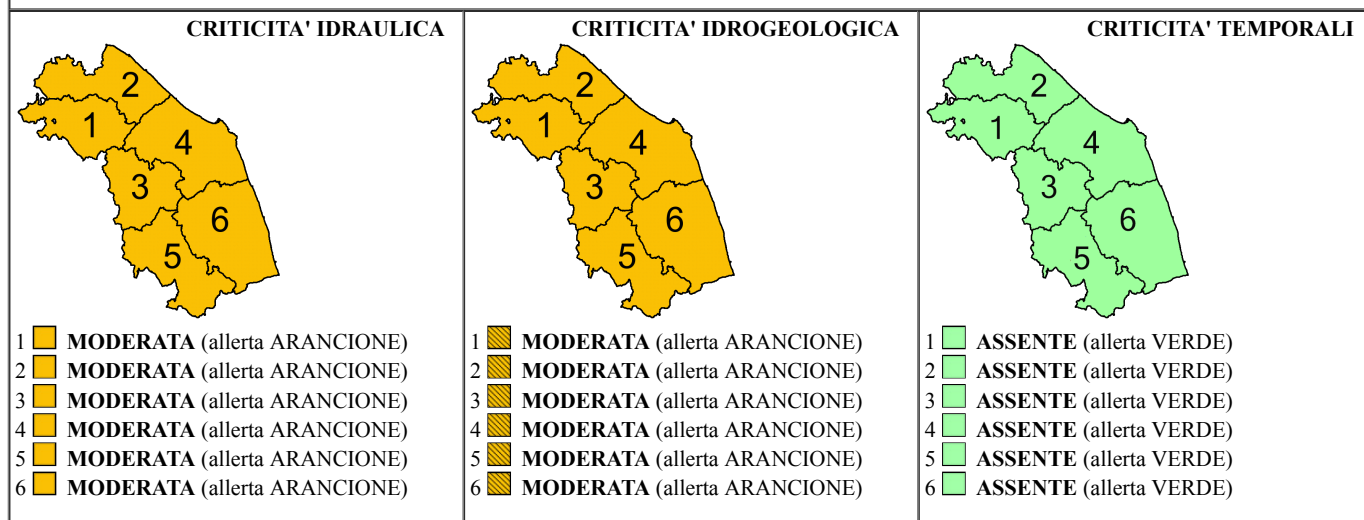 CRITICITA' IDRAULICA
2
1
4
3
6
5
1 MODERATA (allerta ARANCIONE)
2 MODERATA (allerta ARANCIONE)
3 MODERATA (allerta ARANCIONE)
4 MODERATA (allerta ARANCIONE)
5 MODERATA (allerta ARANCIONE)
6 MODERATA (allerta ARANCIONE)
CRITICITA' IDROGEOLOGICA
2
1
4
3
6
5
1 MODERATA (allerta ARANCIONE)
2 MODERATA (allerta ARANCIONE)
3 MODERATA (allerta ARANCIONE)
4 MODERATA (allerta ARANCIONE)
5 MODERATA (allerta ARANCIONE)
6 MODERATA (allerta ARANCIONE)
CRITICITA' TEMPORALI
2
1
4
3
6
5
1 ASSENTE (allerta VERDE)
2 ASSENTE (allerta VERDE)
3 ASSENTE (allerta VERDE)
4 ASSENTE (allerta VERDE)
5 ASSENTE (allerta VERDE)
6 ASSENTE (allerta VERDE)